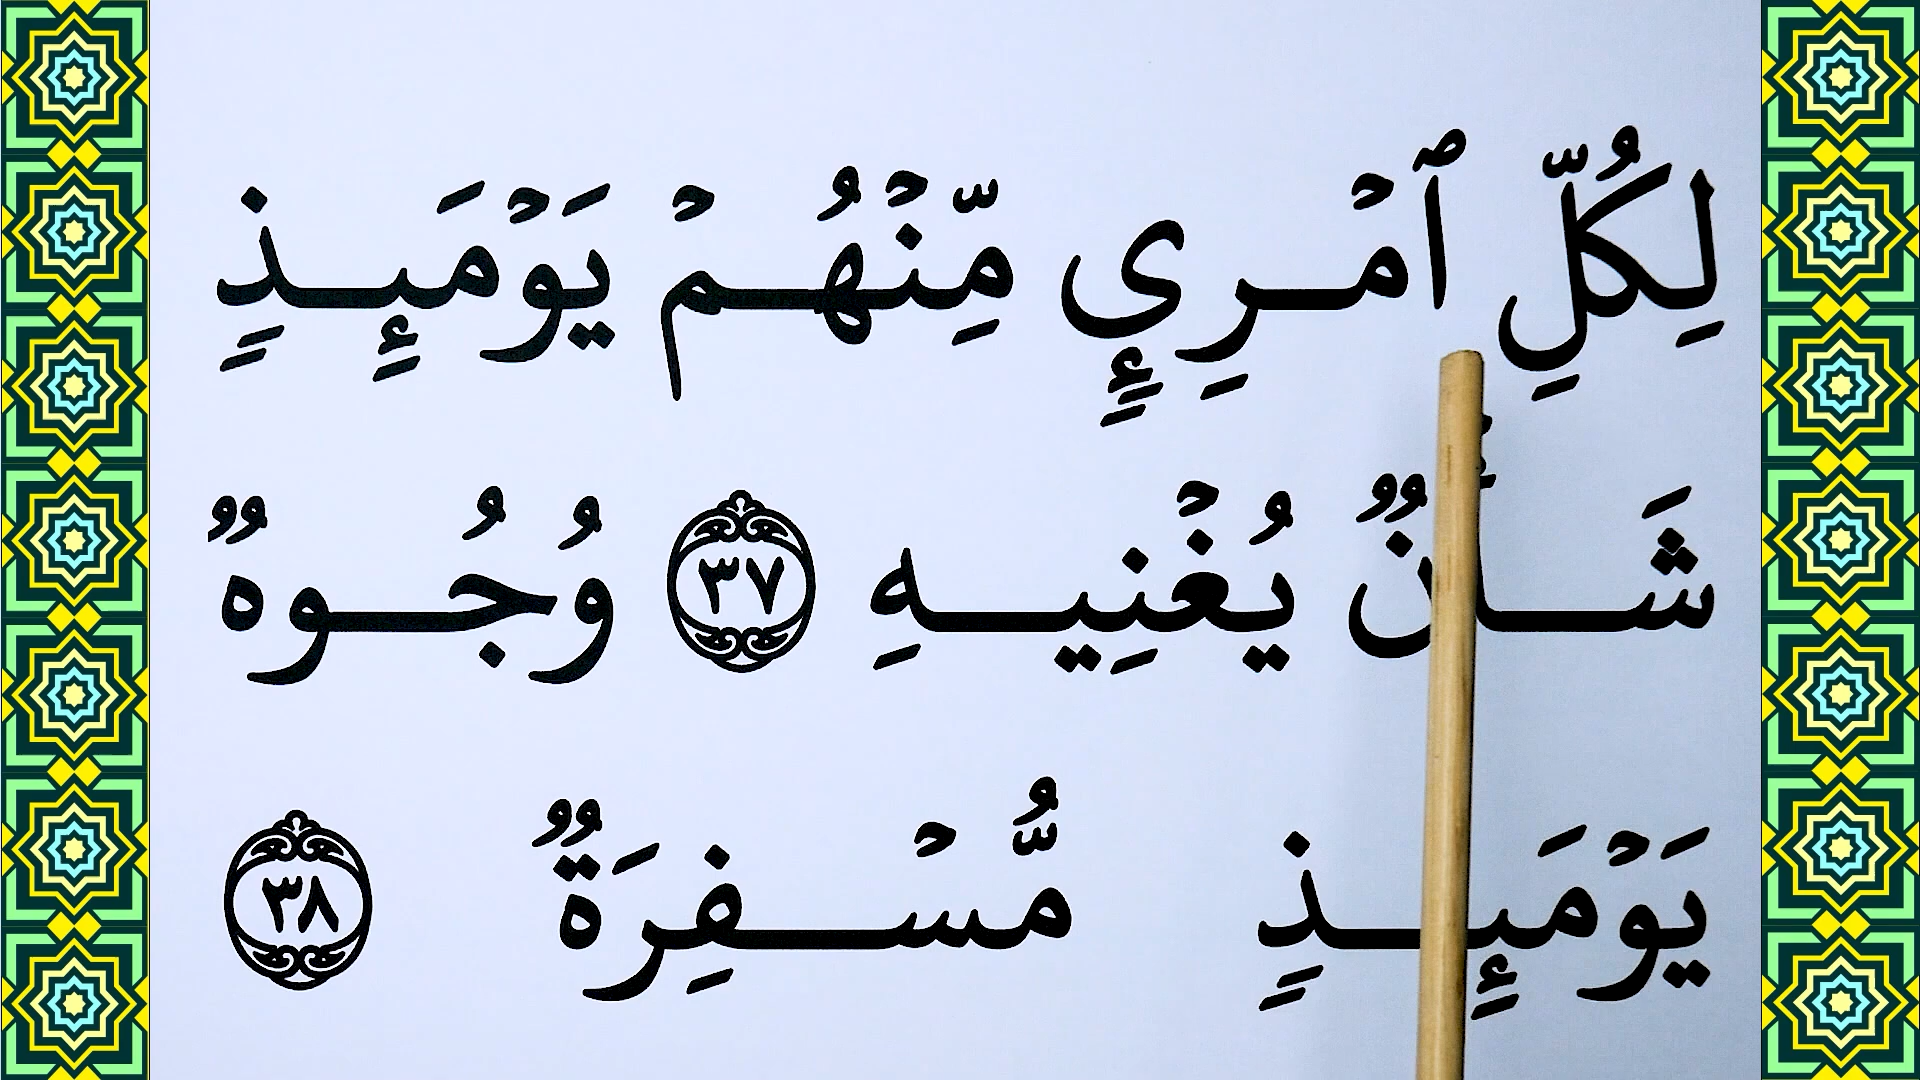 لِكُلِّ ٱمۡرِيٕٖ مِّنۡهُمۡ يَوۡمَئِذٖ
شَأۡنٞ يُغۡنِيهِ ٣٧ وُجُوهٞ
يَوۡمَئِذٖ مُّسۡفِرَةٞ ٣٨